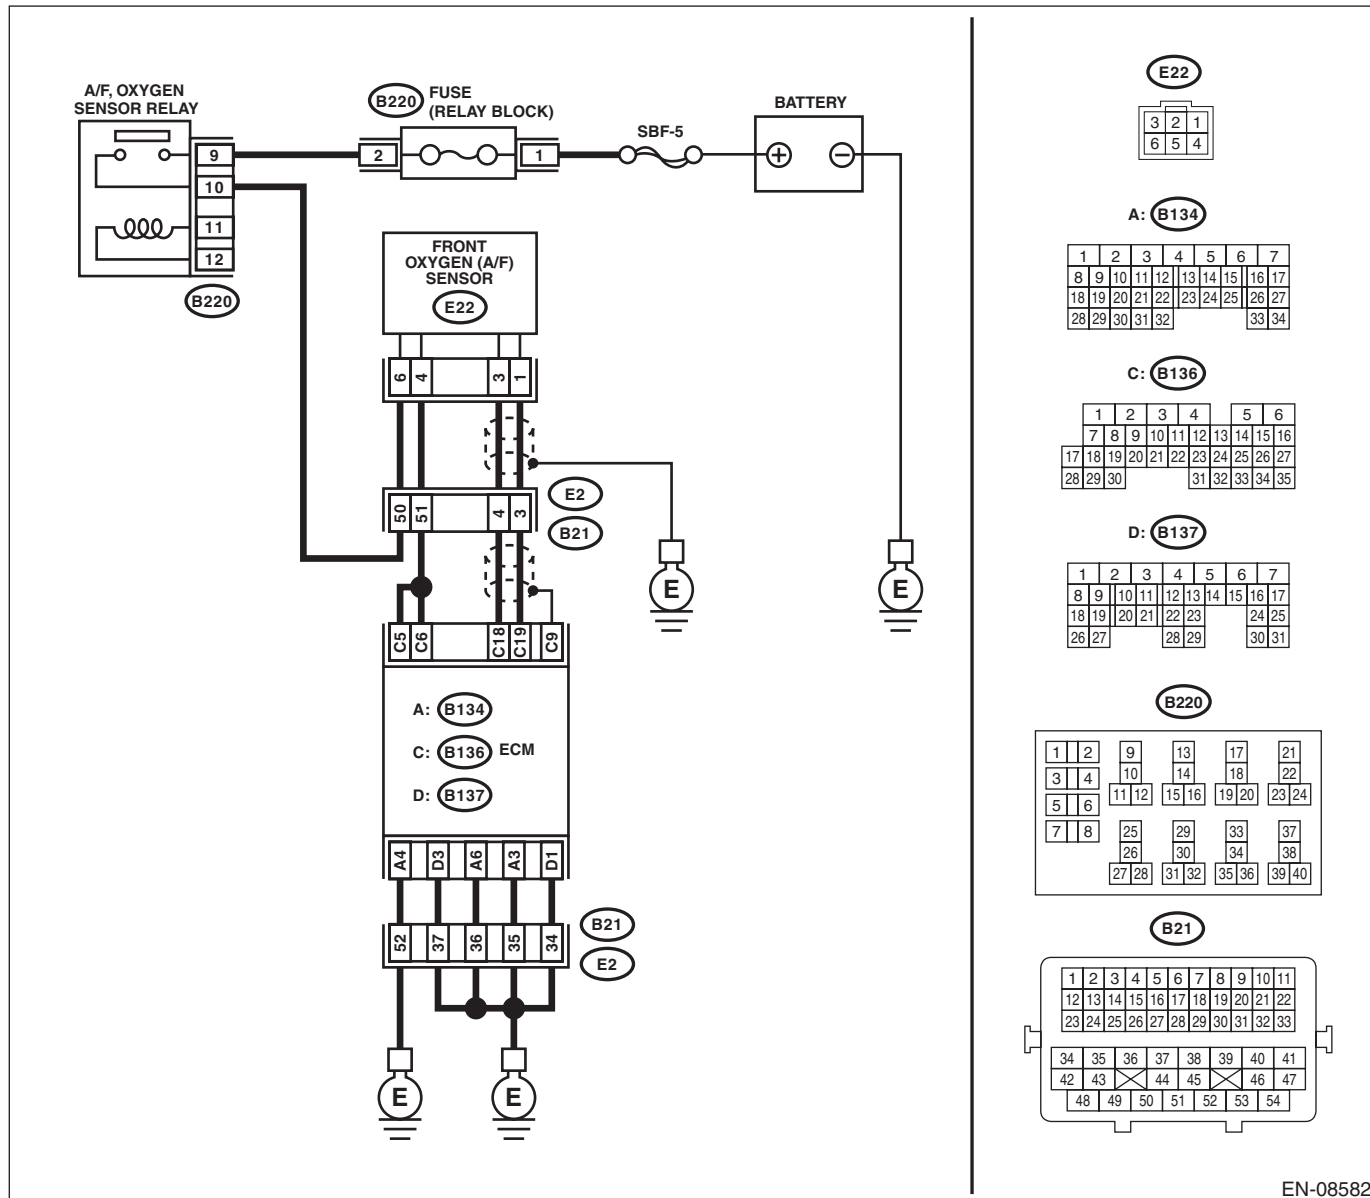 A/F, OXYGEN
SENSOR RELAY
B220
FUSE
(RELAY BLOCK)
SBF-5
BATTERY
9
10
11
12
B220
2
1
+
−
FRONT
OXYGEN (A/F)
SENSOR
E22
6 4 3 1
50 51 4 3
E2
B21
C5 C6 C18 C19 C9
E
E
A: B134
C: B136 ECM
D: B137
A4 D3 A6 A3 D1
52 37 36 35 34
B21
E2
E
E
E22
3 2 1
6 5 4
A: B134
1 2 3 4 5 6 7
8 9 10 11 12 13 14 15 16 17
18 19 20 21 22 23 24 25 26 27
28 29 30 31 32 33 34
C: B136
1 2 3 4 5 6
7 8 9 10 11 12 13 14 15 16
17 18 19 20 21 22 23 24 25 26 27
28 29 30 31 32 33 34 35
D: B137
1 2 3 4 5 6 7
8 9 10 11 12 13 14 15 16 17
18 19 20 21 22 23 24 25
26 27 28 29 30 31
B220
1 2 9 13 17 21
3 4 10 14 18 22
5 6 11 12 15 16 19 20 23 24
7 8 25 29 33 37
26 30 34 38
27 28 31 32 35 36 39 40
B21
1 2 3 4 5 6 7 8 9 10 11
12 13 14 15 16 17 18 19 20 21 22
23 24 25 26 27 28 29 30 31 32 33
34 35 36 37 38 39 40 41
42 43 44 45 46 47
48 49 50 51 52 53 54
EN-08582